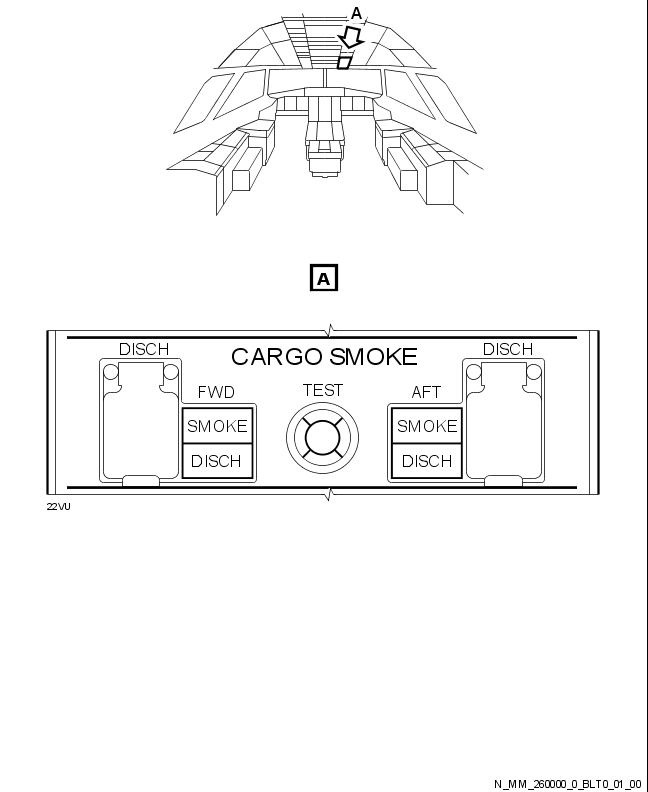 A
A
DISCH
CARGO SMOKE
DISCH
FWD
TEST
AFT
SMOKE
SMOKE
DISCH
DISCH
22VU
N_MM_260000_0_BLT0_01_00